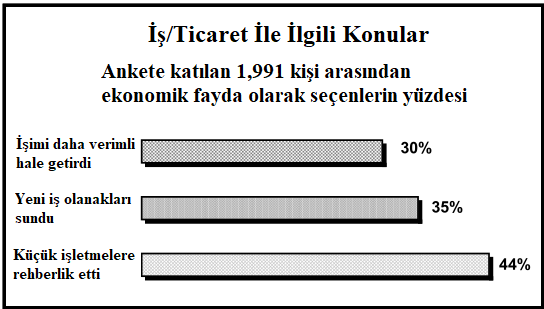 İş/Ticaret İle İlgili Konular
Ankete katılan 1,991 kişi arasından
ekonomik fayda olarak seçenlerin yüzdesi
İşimi daha verimli
hale getirdi
30%
Yeni iş olanakları
sundu
35%
Küçük işletmelere
rehberlik etti
44%